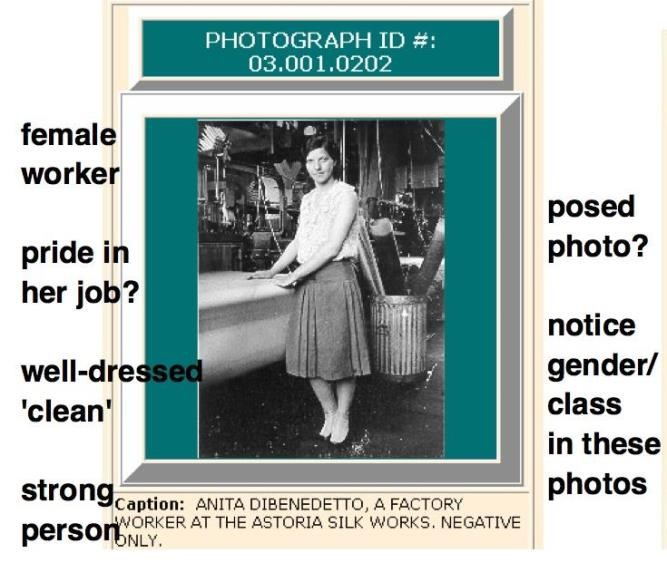 PHOTOGRAPH ID #:
03.001.0202
female
worker
pride in
her job?
well-dressed
'clean'
strong
person
posed
photo?
notice
gender/
class
in these
photos
Caption: ANITA DIBENEDETTO, A FACTORY
WORKER AT THE ASTORIA SILK WORKS. NEGATIVE
ONLY.